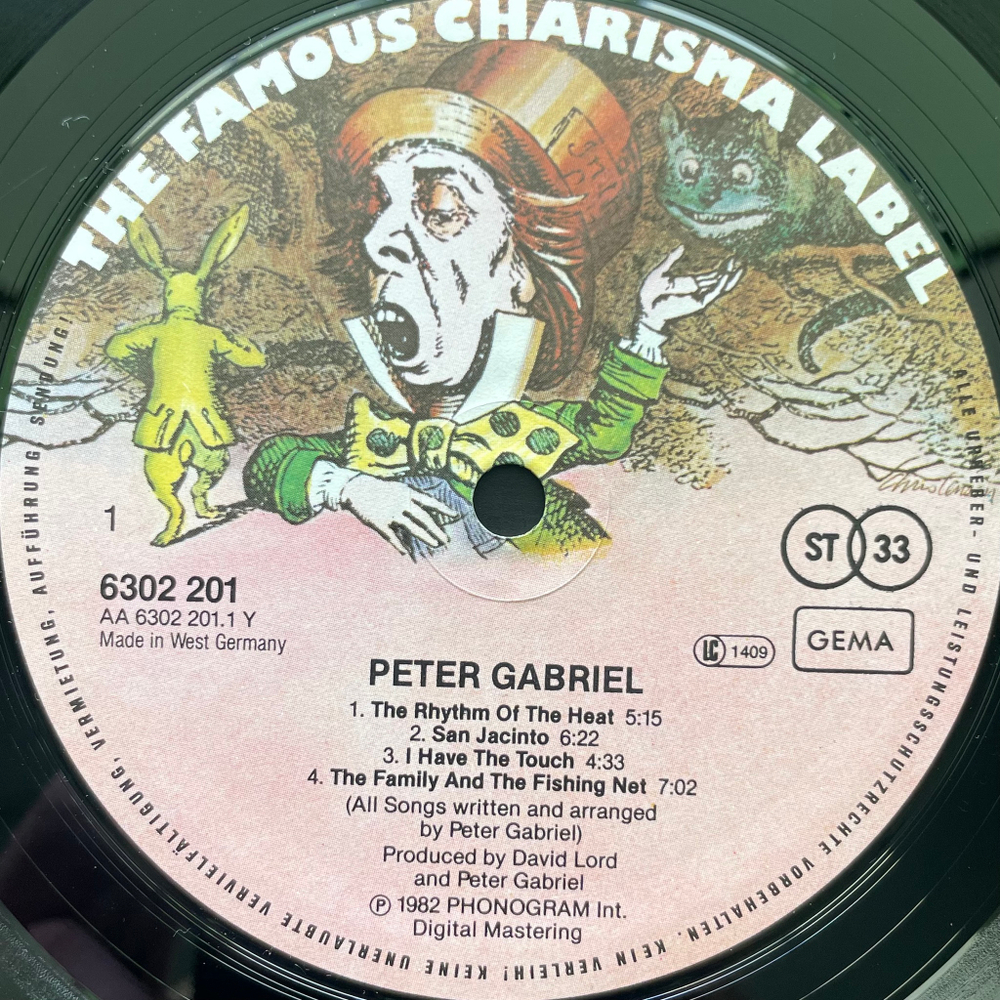 THE FAMOUS CHARISMA LABEL
1
6302 201
AA 6302 201.1 Y
Made in West Germany
ST 33
LC 1409
GEMA
PETER GABRIEL
1. The Rhythm Of The Heat 5:15
2. San Jacinto 6:22
3. I Have The Touch 4:33
4. The Family And The Fishing Net 7:02
(All Songs written and arranged
by Peter Gabriel)
Produced by David Lord
and Peter Gabriel
℗ 1982 PHONOGRAM Int.
Digital Mastering
ALLE URHEBER- UND LEISTUNGSSCHUTZRECHTE VORBEHALTEN. KEIN VERLEIH! KEINE UNERLAUBTE VERVIELFÄLTIGUNG, VERMIETUNG, AUFFÜHRUNG, SENDUNG!